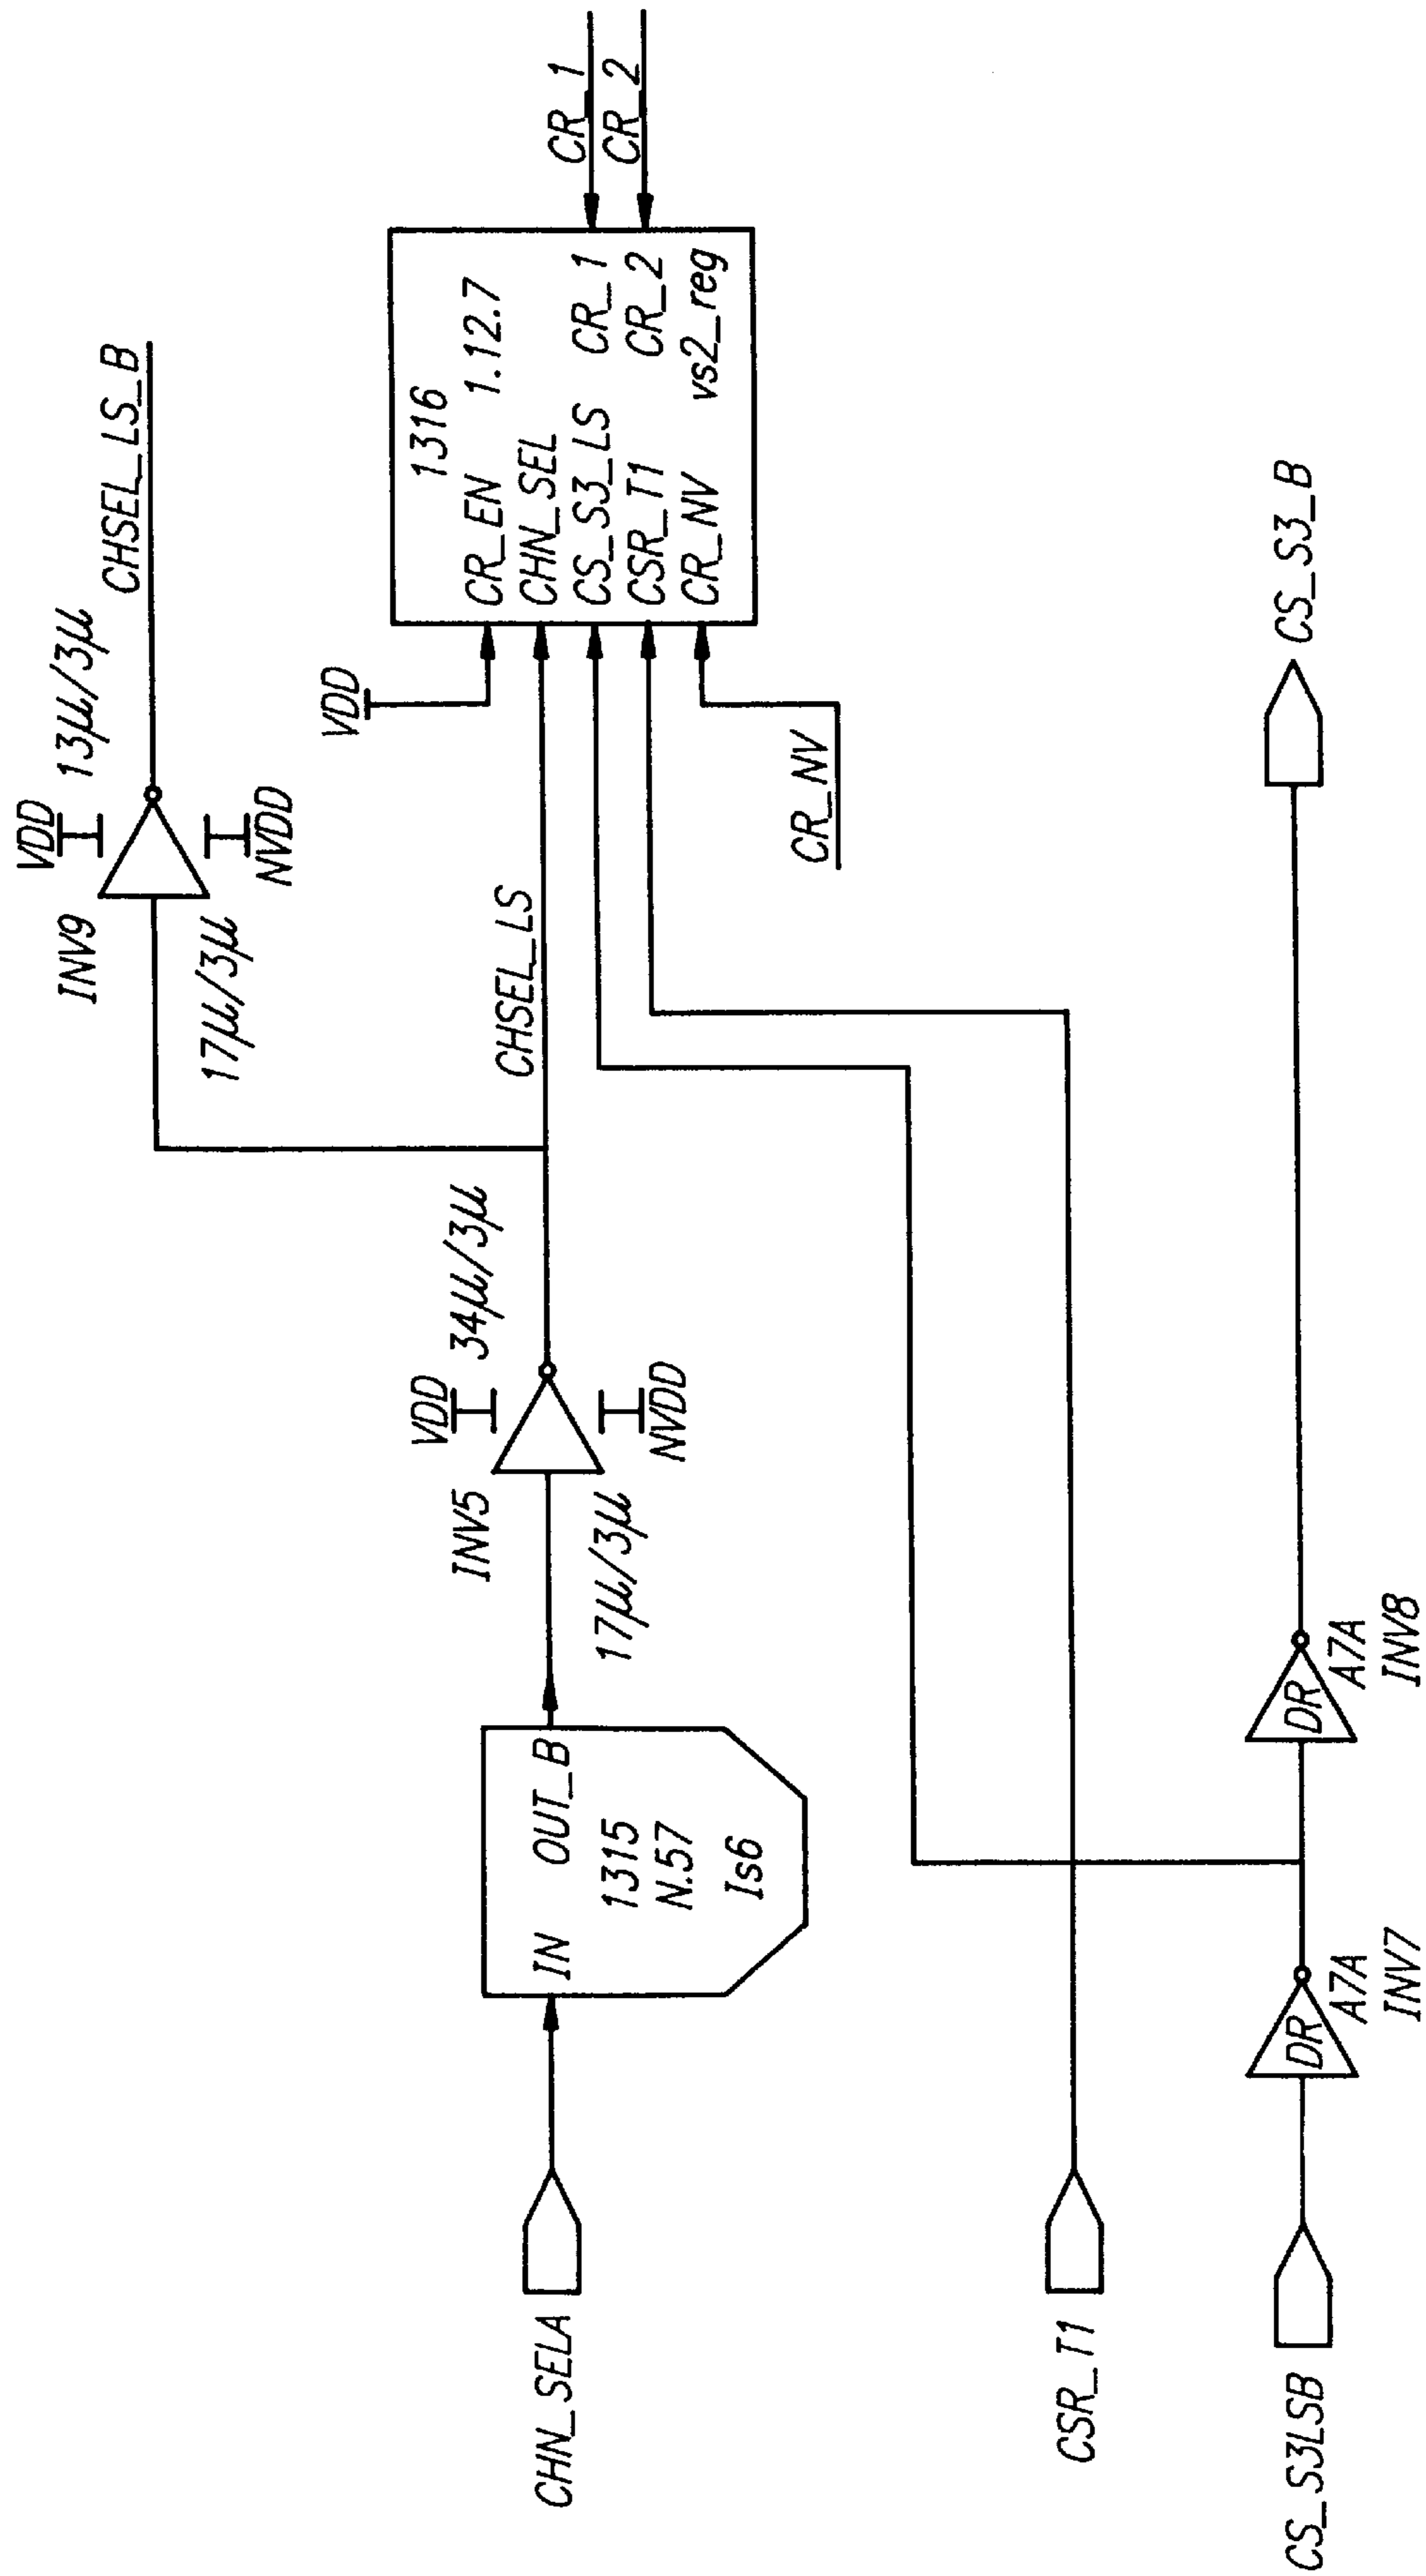 VDD
13µ/3µ
CHSEL_LS_B
INV9
NVDD
17µ/3µ
VDD
34µ/3µ
INV5
NVDD
17µ/3µ
CHN_SELA
IN OUT_B
1315
N.57
Is6
CHSEL_LS
VDD
CR_NV
1316
CR_EN 1.12.7
CHN_SEL
CS_S3_LS CR_1
CSR_T1 CR_2
CR_NV vs2_reg
CR_1
CR_2
CSR_T1
CS_S3LSB
DR
A7A
INV7
DR
A7A
INV8
CS_S3_B